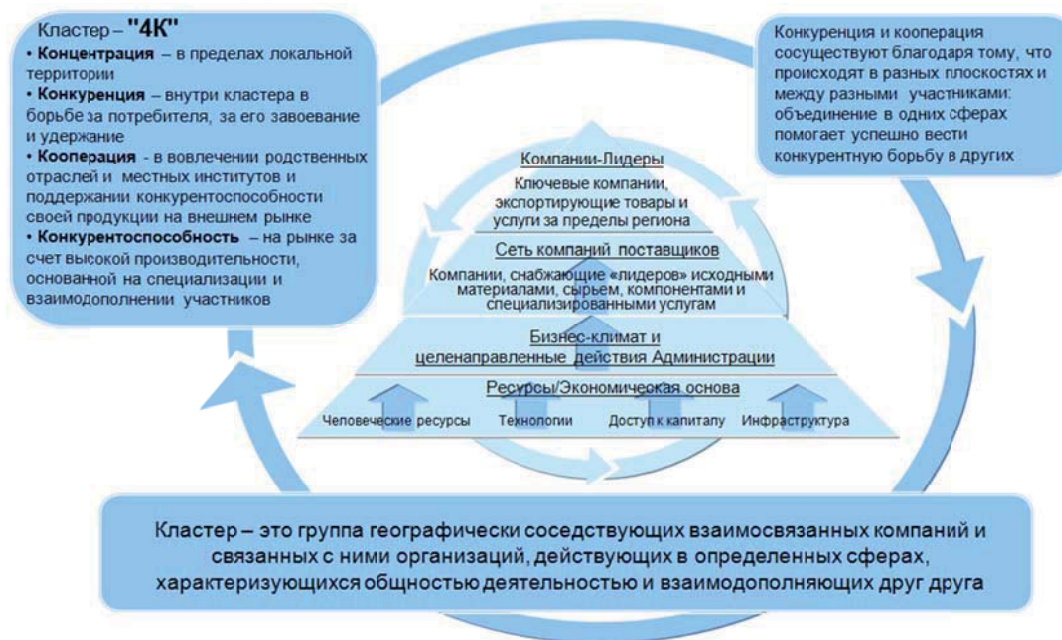 Кластер – "4К"
• Концентрация – в пределах локальной
территории
• Конкуренция – внутри кластера в
борьбе за потребителя, за его завоевание
и удержание
• Кооперация - в вовлечении родственных
отраслей и местных институтов и
поддержании конкурентоспособности
своей продукции на внешнем рынке
• Конкурентоспособность – на рынке за
счет высокой производительности,
основанной на специализации и
взаимодополнении участников
Конкуренция и кооперация
сосуществуют благодаря тому, что
происходят в разных плоскостях и
между разными участниками:
объединение в одних сферах
помогает успешно вести
конкурентную борьбу в других
Компании-Лидеры
Ключевые компании,
экспортирующие товары и
услуги за пределы региона
Сеть компаний поставщиков
Компании, снабжающие «лидеров» исходными
материалами, сырьем, компонентами и
специализированными услугам
Бизнес-климат и
целенаправленные действия Администрации
Ресурсы/Экономическая основа
Человеческие ресурсы Технологии Доступ к капиталу Инфраструктура
Кластер – это группа географически соседствующих взаимосвязанных компаний и
связанных с ними организаций, действующих в определенных сферах,
характеризующихся общностью деятельностью и взаимодополняющих друг друга